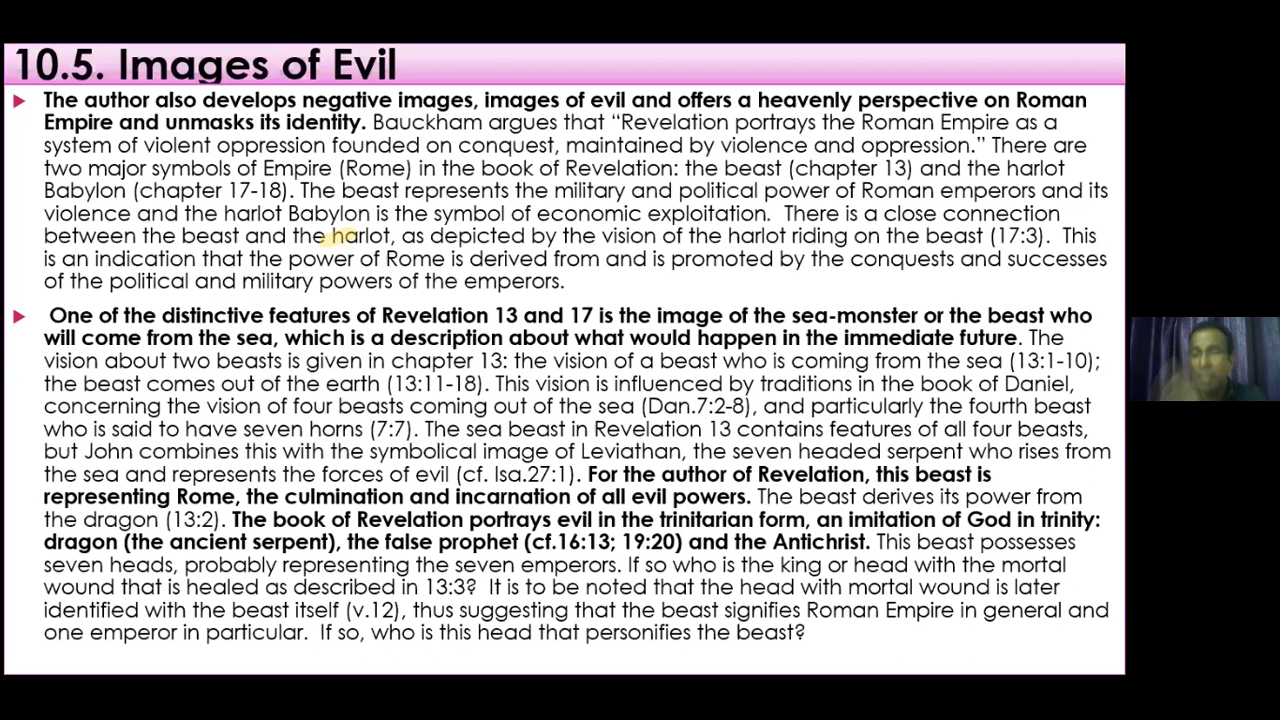 10.5. Images of Evil
The author also develops negative images, images of evil and offers a heavenly perspective on Roman
Empire and unmasks its identity. Bauckham argues that “Revelation portrays the Roman Empire as a
system of violent oppression founded on conquest, maintained by violence and oppression.” There are
two major symbols of Empire (Rome) in the book of Revelation: the beast (chapter 13) and the harlot
Babylon (chapter 17-18). The beast represents the military and political power of Roman emperors and its
violence and the harlot Babylon is the symbol of economic exploitation. There is a close connection
between the beast and the harlot, as depicted by the vision of the harlot riding on the beast (17:3). This
is an indication that the power of Rome is derived from and is promoted by the conquests and successes
of the political and military powers of the emperors.
One of the distinctive features of Revelation 13 and 17 is the image of the sea-monster or the beast who
will come from the sea, which is a description about what would happen in the immediate future. The
vision about two beasts is given in chapter 13: the vision of a beast who is coming from the sea (13:1-10);
the beast comes out of the earth (13:11-18). This vision is influenced by traditions in the book of Daniel,
concerning the vision of four beasts coming out of the sea (Dan.7:2-8), and particularly the fourth beast
who is said to have seven horns (7:7). The sea beast in Revelation 13 contains features of all four beasts,
but John combines this with the symbolical image of Leviathan, the seven headed serpent who rises from
the sea and represents the forces of evil (cf. Isa.27:1). For the author of Revelation, this beast is
representing Rome, the culmination and incarnation of all evil powers. The beast derives its power from
the dragon (13:2). The book of Revelation portrays evil in the trinitarian form, an imitation of God in trinity:
dragon (the ancient serpent), the false prophet (cf.16:13; 19:20) and the Antichrist. This beast possesses
seven heads, probably representing the seven emperors. If so who is the king or head with the mortal
wound that is healed as described in 13:3? It is to be noted that the head with mortal wound is later
identified with the beast itself (v.12), thus suggesting that the beast signifies Roman Empire in general and
one emperor in particular. If so, who is this head that personifies the beast?